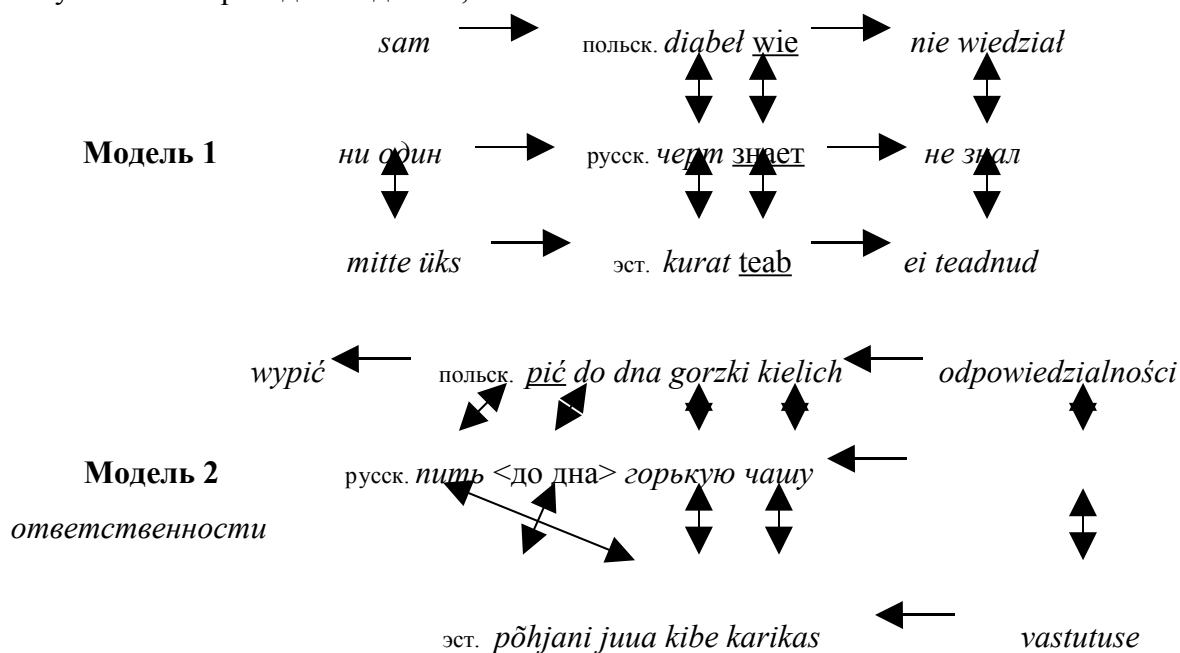 sam польск. diabeł wie nie wiedział
Модель 1 ни один русск. черт знает не знал
mitte üks эст. kurat teab ei teadnud
wypić польск. pić do dna gorzki kielich odpowiedzialności
Модель 2 русск. пить <до дна> горькую чашу
ответственности
эст. põhjani juua kibe karikas vastutuse